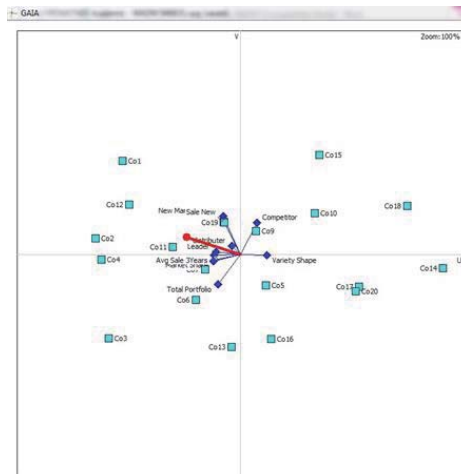 GAIA
V
Zoom:100%
Co1
Co15
Co12
Co18
New
Sale New
Co10
Co19
Competitor
Co2
Co9
Co11
Leader
Co4
Avg Sale 3Years
Variety Shape
U
Co14
Total Portfolio
Co5
Co17
Co20
Co6
Co3
Co13
Co16